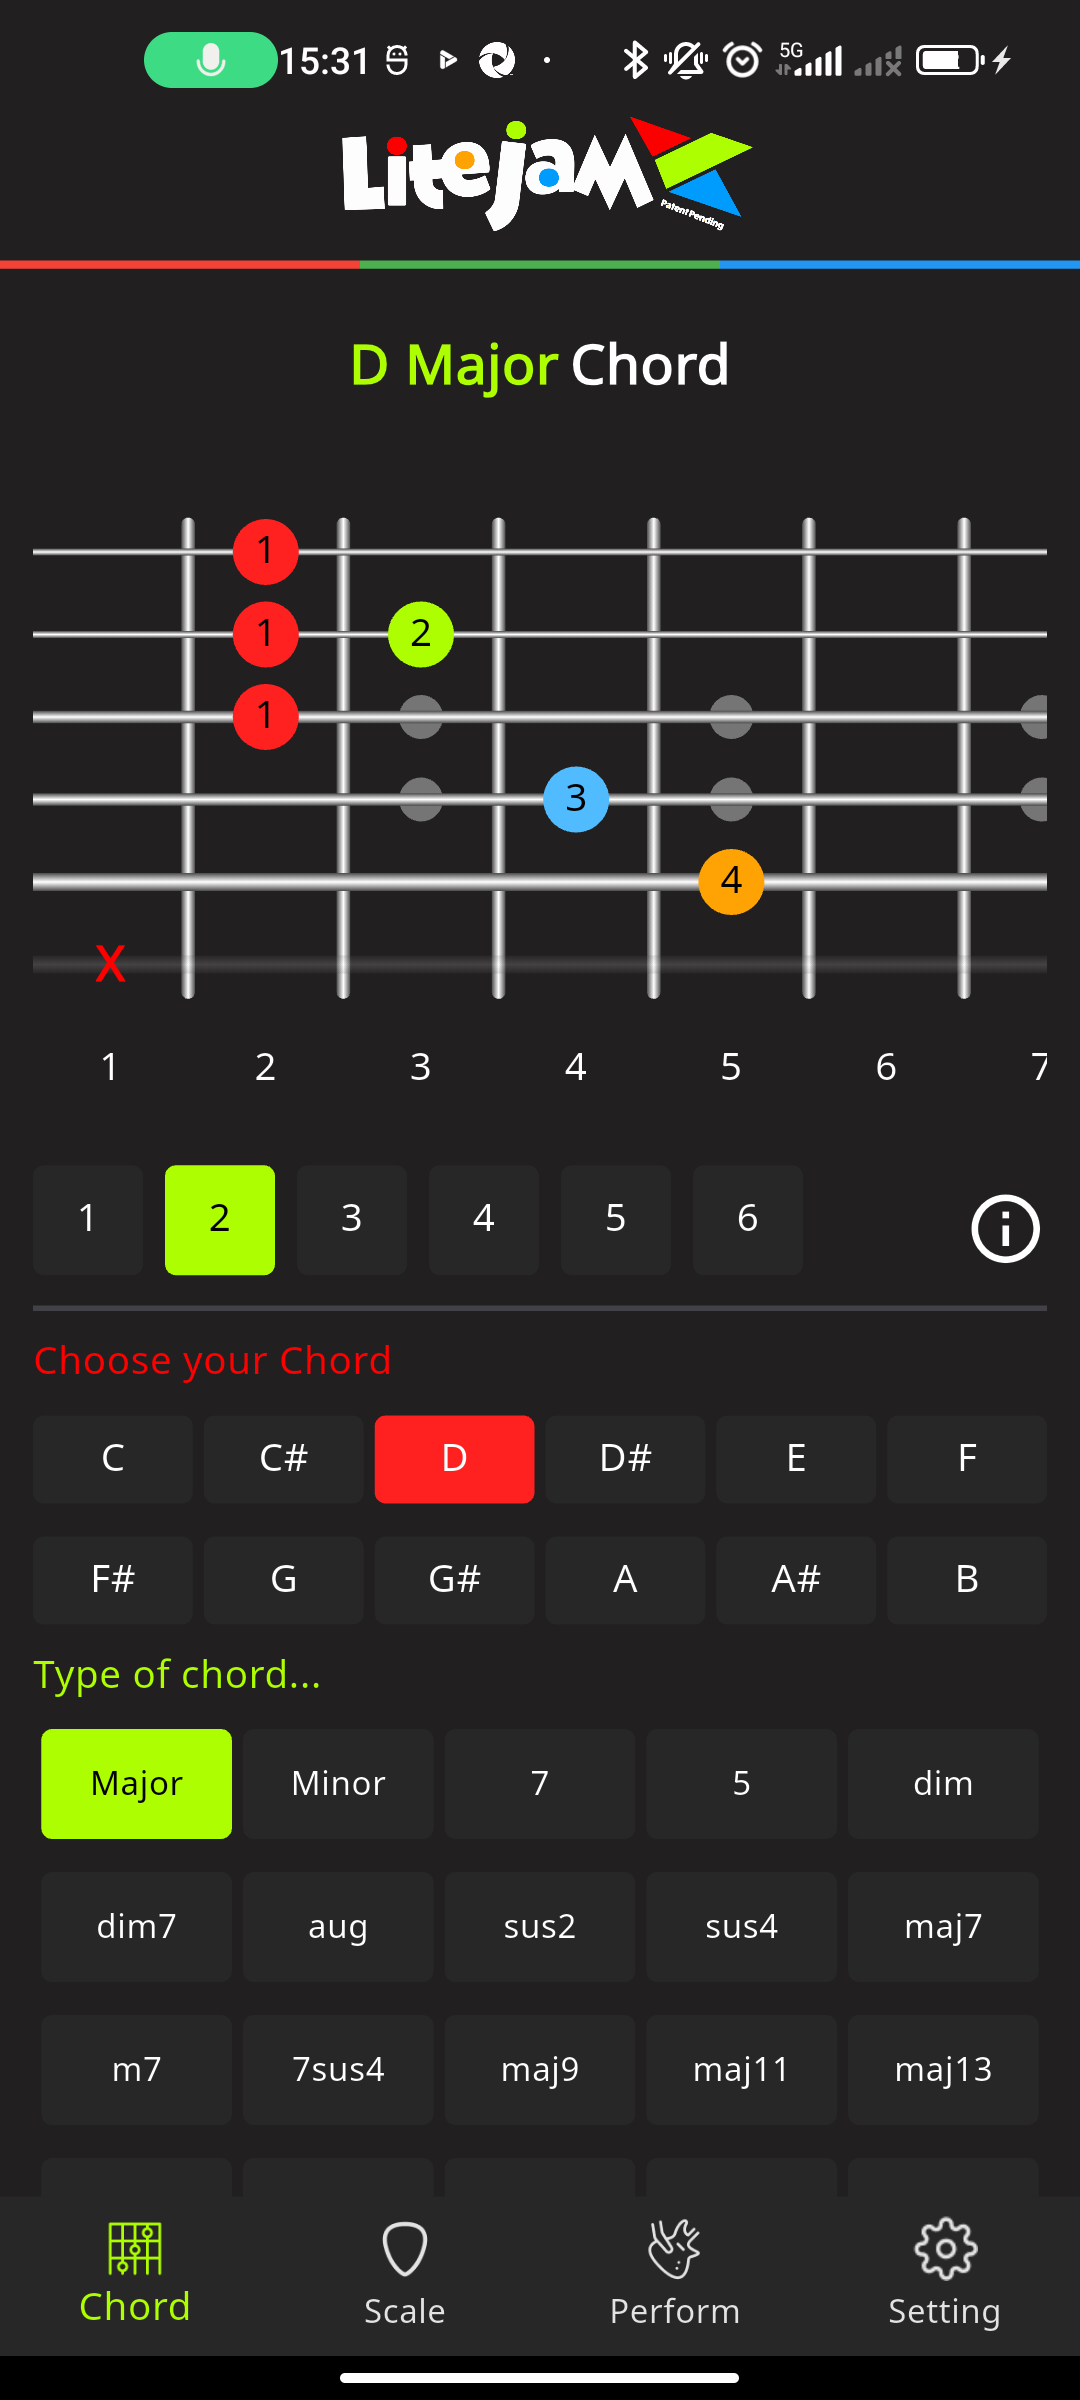 15:31 5G
Litejam
Patent Pending
D Major Chord
1
1 2
1
3
4
X
1 2 3 4 5 6 7
1 2 3 4 5 6
Choose your Chord
C C# D D# E F
F# G G# A A# B
Type of chord...
Major Minor 7 5 dim
dim7 aug sus2 sus4 maj7
m7 7sus4 maj9 maj11 maj13
Chord Scale Perform Setting